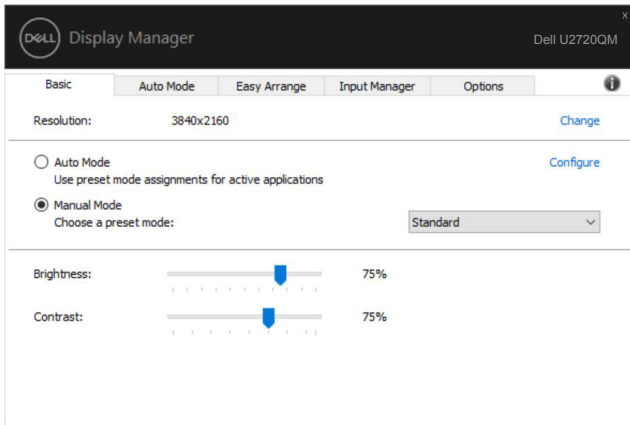 DELL Display Manager
x
Dell U2720QM
Basic Auto Mode Easy Arrange Input Manager Options i
Resolution: 3840x2160 Change
Auto Mode Configure
Use preset mode assignments for active applications
Manual Mode
Choose a preset mode: Standard
Brightness: 75%
Contrast: 75%